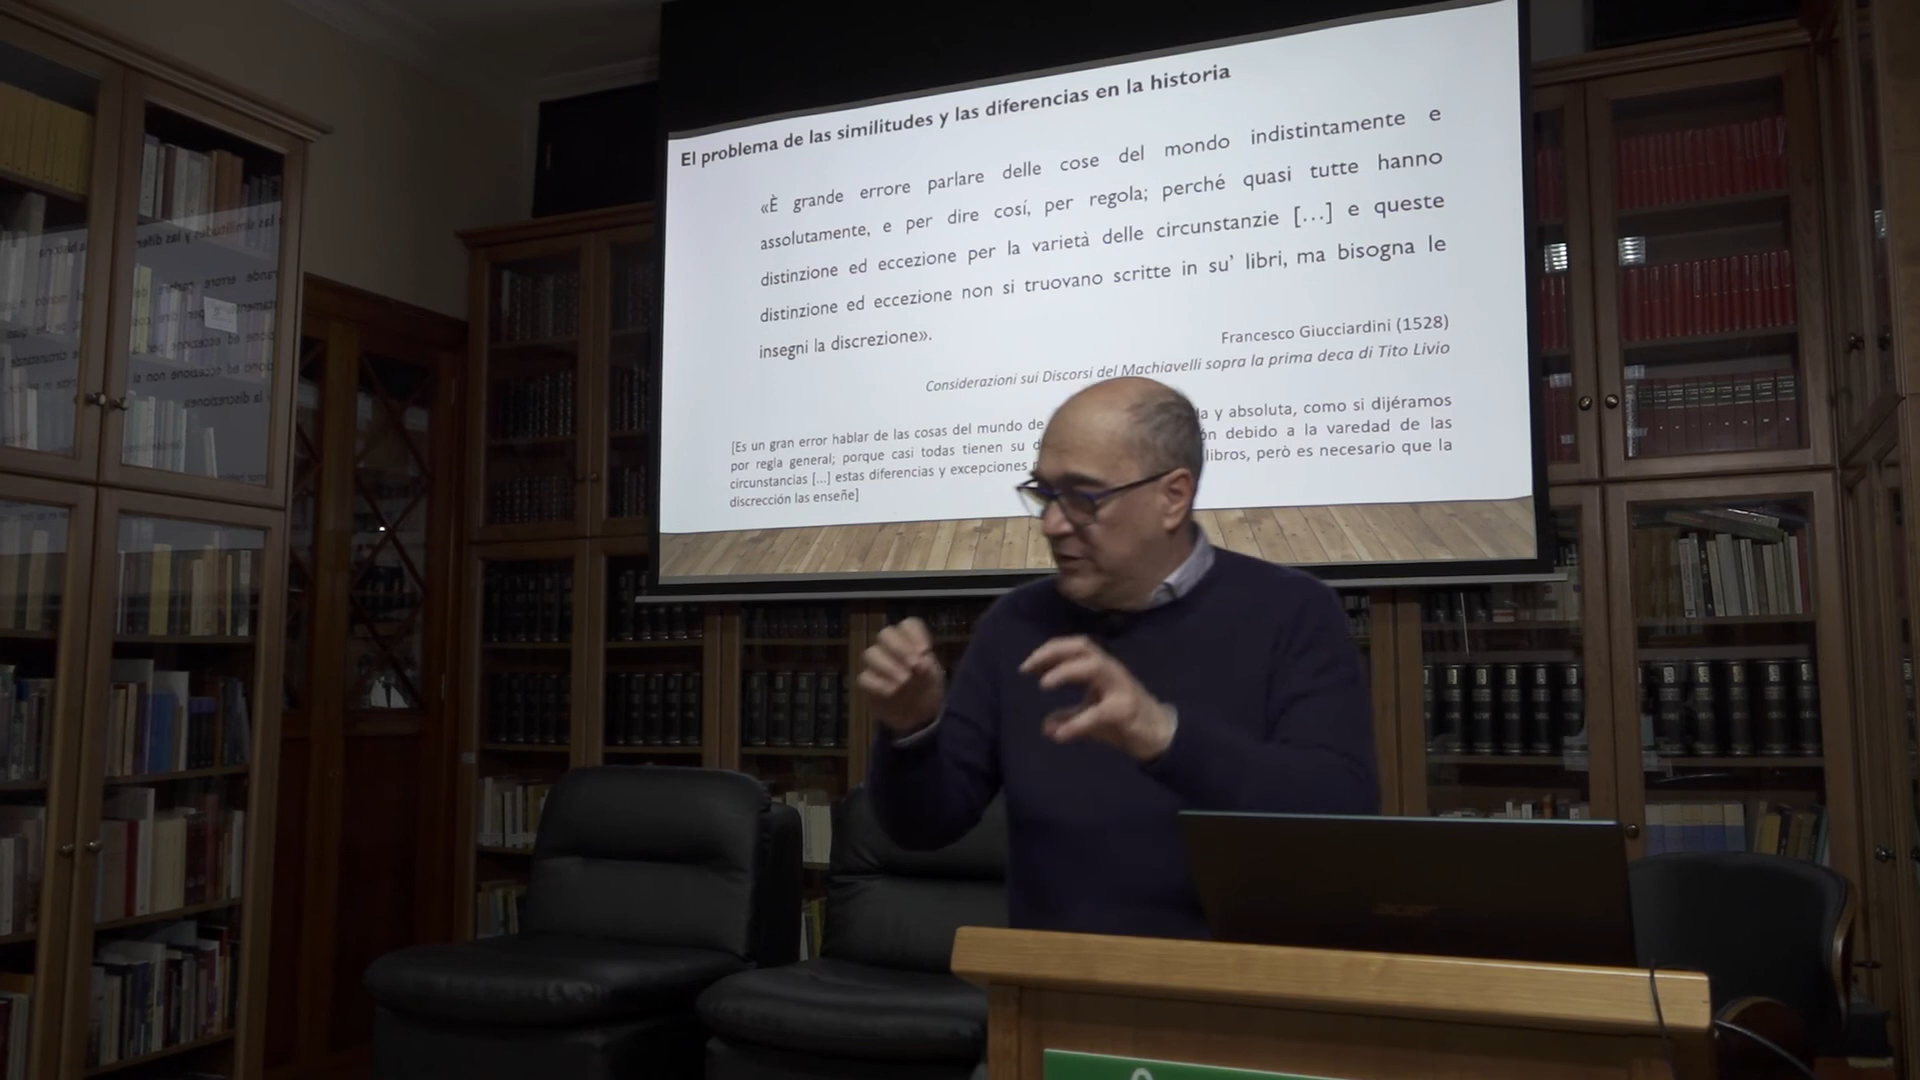 El problema de las similitudes y las diferencias en la historia
«È grande errore parlare delle cose del mondo indistintamente e
assolutamente, e per dire cosí, per regola; perché quasi tutte hanno
distinzione ed eccezione per la varietà delle circunstanzie [...] e queste
distinzione ed eccezione non si truovano scritte in su' libri, ma bisogna le
insegni la discrezione».
Francesco Giucciardini (1528)
Considerazioni sui Discorsi del Machiavelli sopra la prima deca di Tito Livio
[Es un gran error hablar de las cosas del mundo de y absoluta, como si dijéramos
por regla general; porque casi todas tienen su debido a la varedad de las
circunstancias [...] estas diferencias y excepciones libros, però es necesario que la
discrección las enseñe]
acer